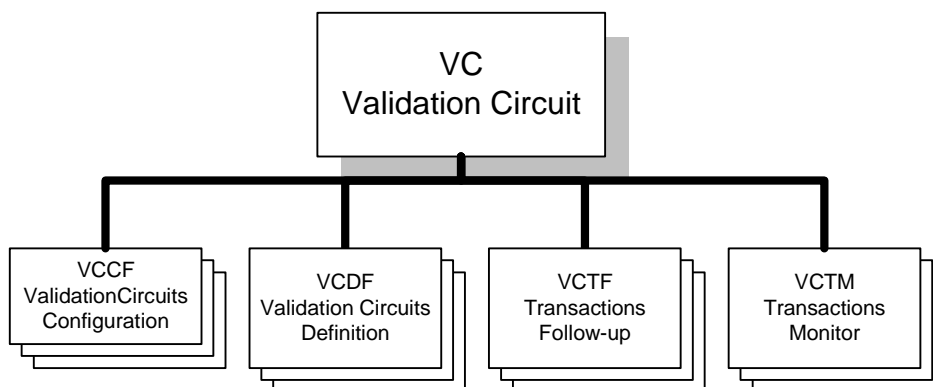 VC
Validation Circuit
VCCF
ValidationCircuits
Configuration
VCDF
Validation Circuits
Definition
VCTF
Transactions
Follow-up
VCTM
Transactions
Monitor